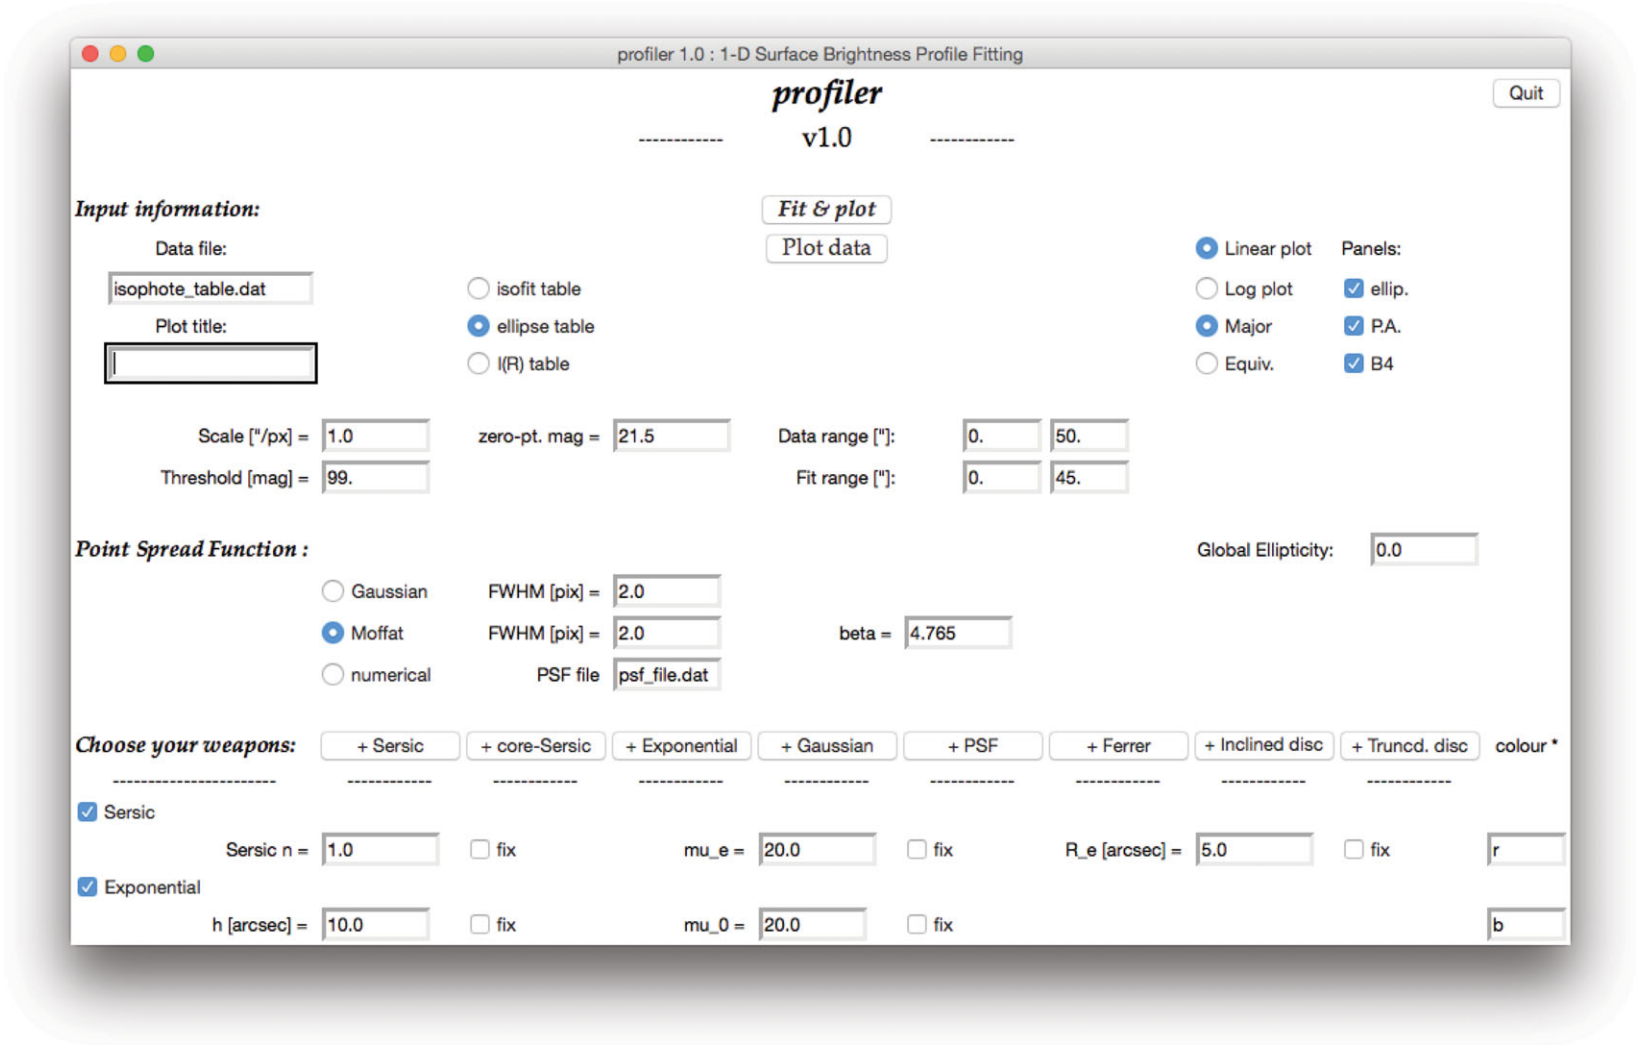 profiler 1.0 : 1-D Surface Brightness Profile Fitting
profiler
Quit
------------ v1.0 ------------
Input information:
Fit & plot
Data file:
Plot data
Linear plot Panels:
isophote_table.dat
isofit table
Log plot
ellip.
Plot title:
ellipse table
Major
P.A.
I(R) table
Equiv.
B4
Scale ["/px] = 1.0 zero-pt. mag = 21.5 Data range ["]: 0. 50.
Threshold [mag] = 99. Fit range ["]: 0. 45.
Point Spread Function :
Global Ellipticity: 0.0
Gaussian FWHM [pix] = 2.0
Moffat FWHM [pix] = 2.0 beta = 4.765
numerical PSF file psf_file.dat
Choose your weapons: + Sersic + core-Sersic + Exponential + Gaussian + PSF + Ferrer + Inclined disc + Truncd. disc colour *
----------------------- ------------ ------------ ------------ ------------ ------------ ------------ ------------ ------------
Sersic
Sersic n = 1.0 fix mu_e = 20.0 fix R_e [arcsec] = 5.0 fix r
Exponential
h [arcsec] = 10.0 fix mu_0 = 20.0 fix b